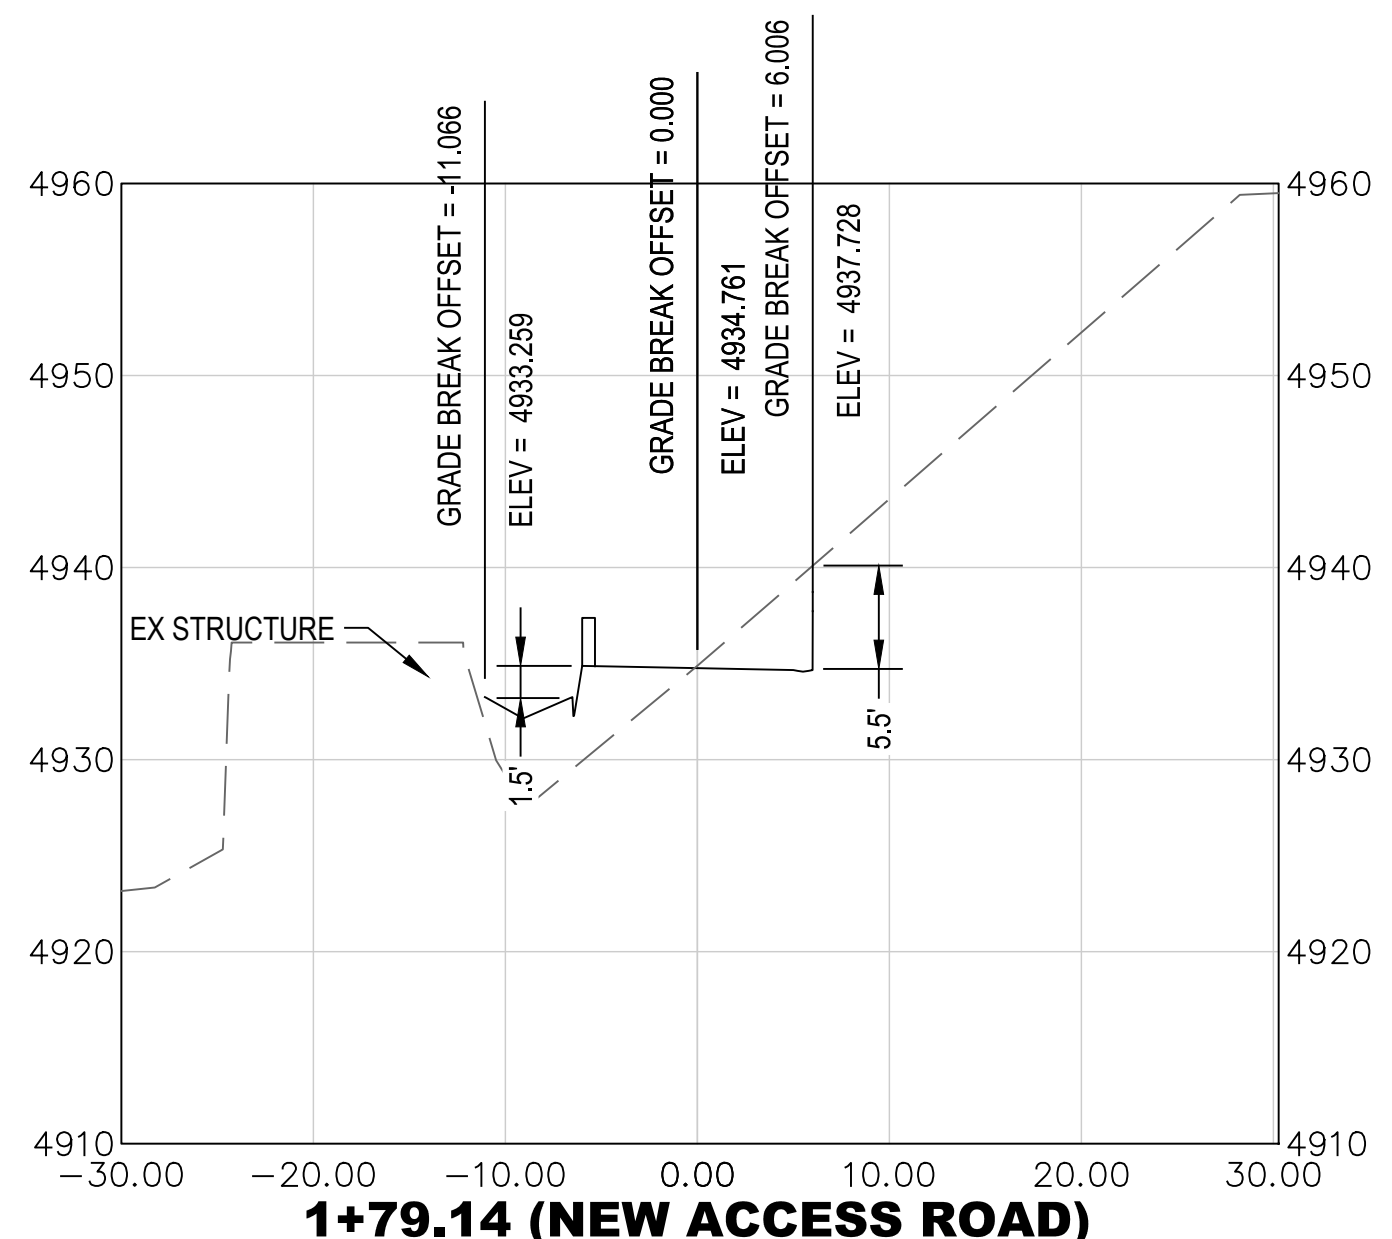 GRADE BREAK OFFSET = -11.066
ELEV = 4933.259
GRADE BREAK OFFSET = 0.000
ELEV = 4934.761
GRADE BREAK OFFSET = 6.006
ELEV = 4937.728
4960
4960
4950
4950
4940
4940
EX STRUCTURE
5.5'
1.5'
4930
4930
4920
4920
4910
4910
-30.00
-20.00
-10.00
0.00
10.00
20.00
30.00
1+79.14 (NEW ACCESS ROAD)